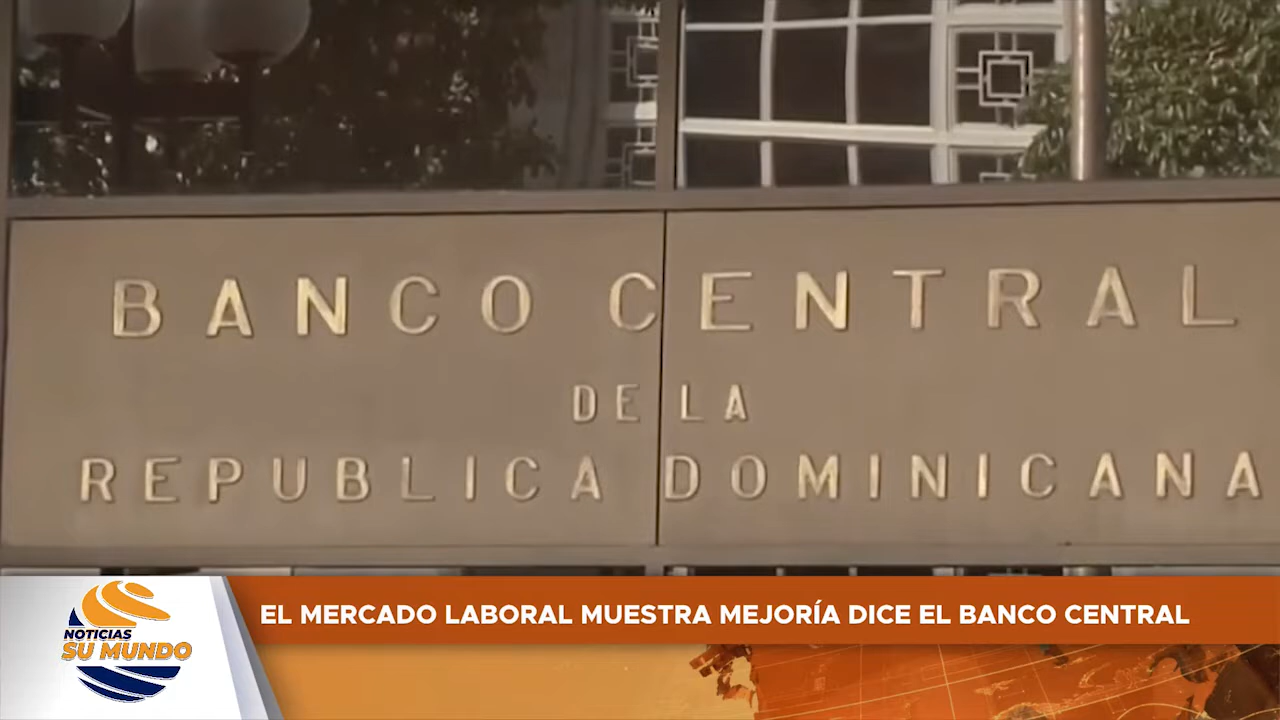 BANCO CENTRAL
DE LA
REPUBLICA DOMINICANA
EL MERCADO LABORAL MUESTRA MEJORÍA DICE EL BANCO CENTRAL
NOTICIAS
SU MUNDO